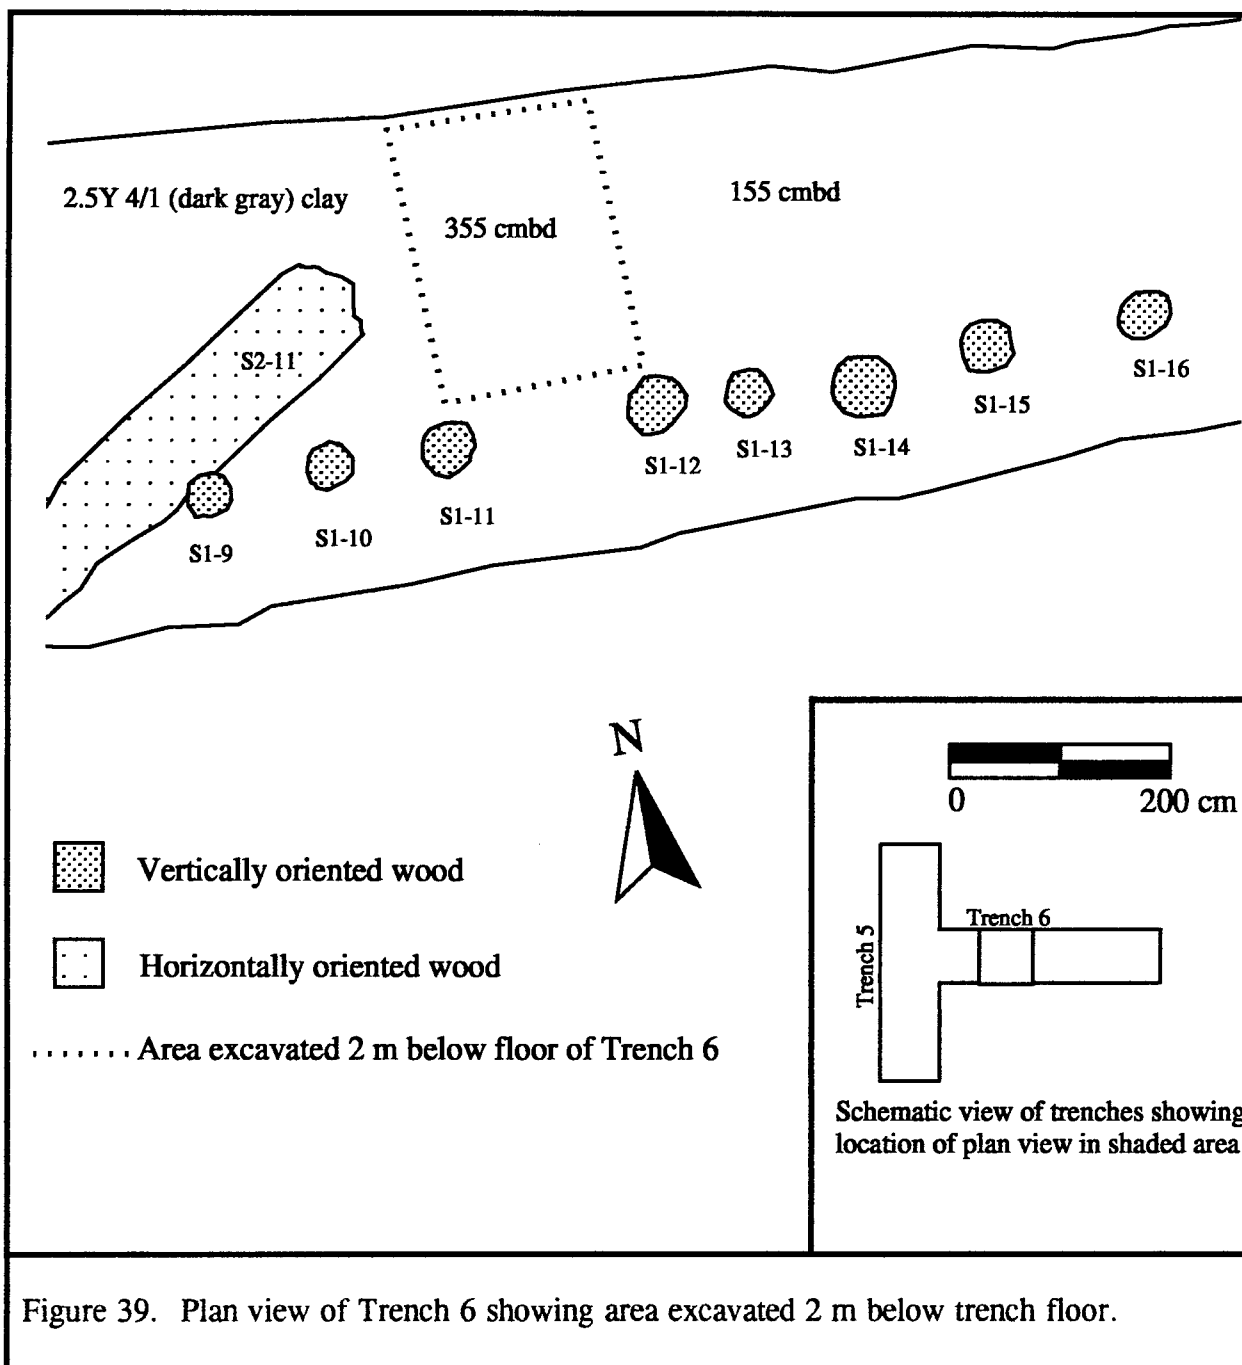 2.5Y 4/1 (dark gray) clay
355 cmbd
155 cmbd
S2-11
S1-9
S1-10
S1-11
S1-12
S1-13
S1-14
S1-15
S1-16
N
Vertically oriented wood
Horizontally oriented wood
Area excavated 2 m below floor of Trench 6
0 200 cm
Trench 5
Trench 6
Schematic view of trenches showing
location of plan view in shaded area
Figure 39. Plan view of Trench 6 showing area excavated 2 m below trench floor.